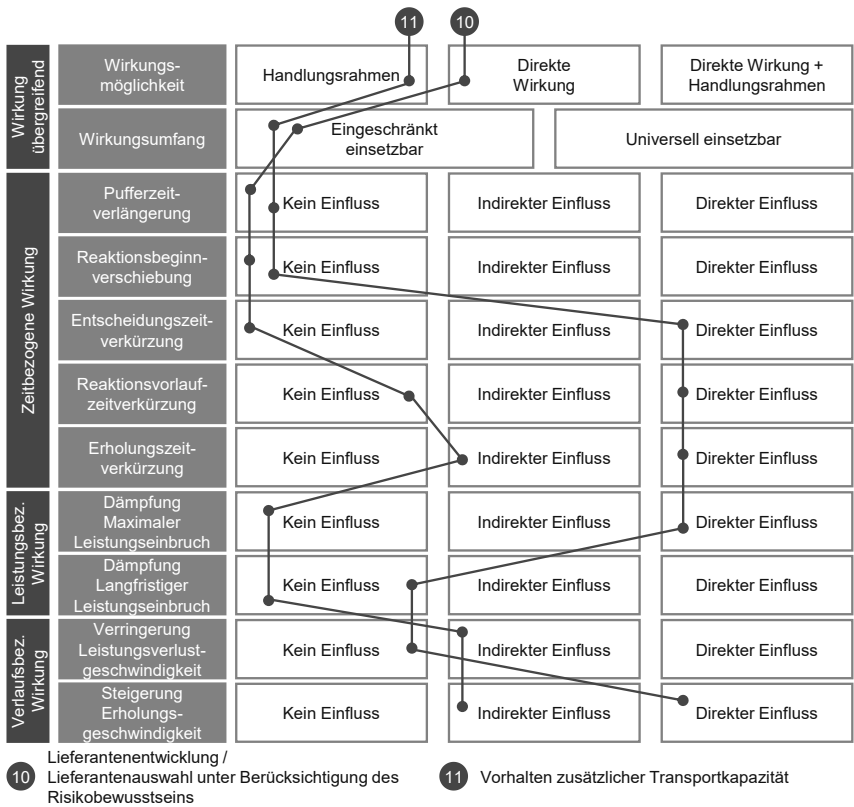 11
10
Wirkung
übergreifend
Wirkungs-
möglichkeit
Handlungsrahmen
Direkte
Wirkung
Direkte Wirkung +
Handlungsrahmen
Wirkungsumfang
Eingeschränkt
einsetzbar
Universell einsetzbar
Zeitbezogene Wirkung
Pufferzeit-
verlängerung
Kein Einfluss
Indirekter Einfluss
Direkter Einfluss
Reaktionsbeginn-
verschiebung
Kein Einfluss
Indirekter Einfluss
Direkter Einfluss
Entscheidungszeit-
verkürzung
Kein Einfluss
Indirekter Einfluss
Direkter Einfluss
Reaktionsvorlauf-
zeitverkürzung
Kein Einfluss
Indirekter Einfluss
Direkter Einfluss
Erholungszeit-
verkürzung
Kein Einfluss
Indirekter Einfluss
Direkter Einfluss
Leistungsbez.
Wirkung
Dämpfung
Maximaler
Leistungseinbruch
Kein Einfluss
Indirekter Einfluss
Direkter Einfluss
Dämpfung
Langfristiger
Leistungseinbruch
Kein Einfluss
Indirekter Einfluss
Direkter Einfluss
Verlaufsbez.
Wirkung
Verringerung
Leistungsverlust-
geschwindigkeit
Kein Einfluss
Indirekter Einfluss
Direkter Einfluss
Steigerung
Erholungs-
geschwindigkeit
Kein Einfluss
Indirekter Einfluss
Direkter Einfluss
10
Lieferantenentwicklung /
Lieferantenauswahl unter Berücksichtigung des
Risikobewusstseins
11
Vorhalten zusätzlicher Transportkapazität